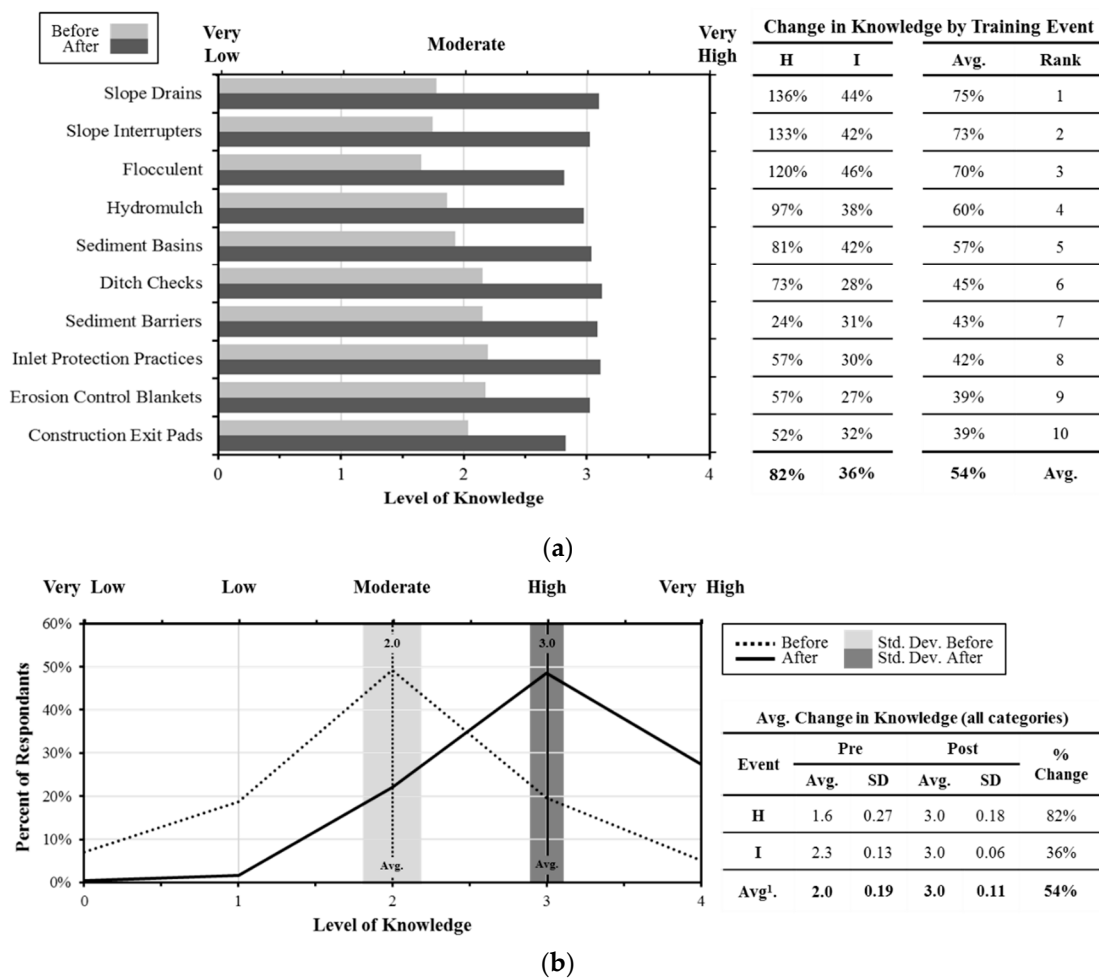 Before
After
Very Low
Moderate
Very High
Slope Drains
Slope Interrupters
Flocculent
Hydromulch
Sediment Basins
Ditch Checks
Sediment Barriers
Inlet Protection Practices
Erosion Control Blankets
Construction Exit Pads
0 1 2 3 4
Level of Knowledge
Change in Knowledge by Training Event
H I Avg. Rank
136% 44% 75% 1
133% 42% 73% 2
120% 46% 70% 3
97% 38% 60% 4
81% 42% 57% 5
73% 28% 45% 6
24% 31% 43% 7
57% 30% 42% 8
57% 27% 39% 9
52% 32% 39% 10
82% 36% 54% Avg.
(a)
Very Low Low Moderate High Very High
60%
50%
40%
30%
20%
10%
0%
Percent of Respondants
2.0 3.0
Avg. Avg.
0 1 2 3 4
Level of Knowledge
Before Std. Dev. Before
After Std. Dev. After
Avg. Change in Knowledge (all categories)
Event Pre Post % Change
Avg. SD Avg. SD
H 1.6 0.27 3.0 0.18 82%
I 2.3 0.13 3.0 0.06 36%
Avg¹. 2.0 0.19 3.0 0.11 54%
(b)